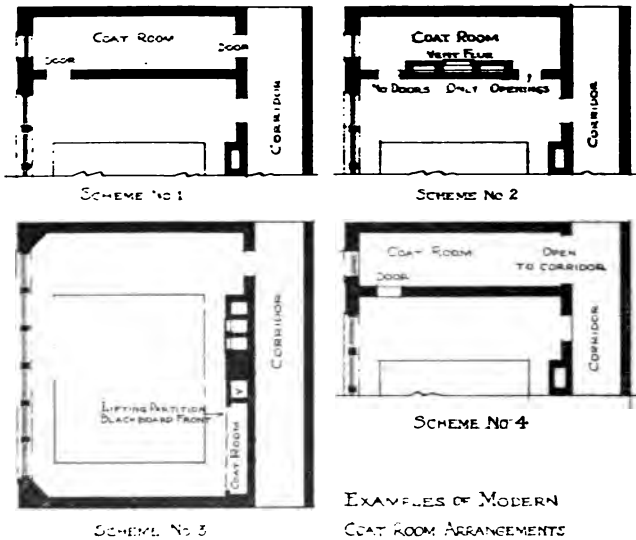 COAT ROOM
DOOR
DOOR
CORRIDOR
SCHEME No 1
COAT ROOM
VENT FLUE
NO DOORS ONLY OPENINGS
CORRIDOR
SCHEME No 2
CORRIDOR
V
LIFTING PARTITION
BLACKBOARD FRONT
COAT ROOM
SCHEME No 3
COAT ROOM
OPEN
TO CORRIDOR
DOOR
CORRIDOR
SCHEME No 4
EXAMPLES OF MODERN
COAT ROOM ARRANGEMENTS